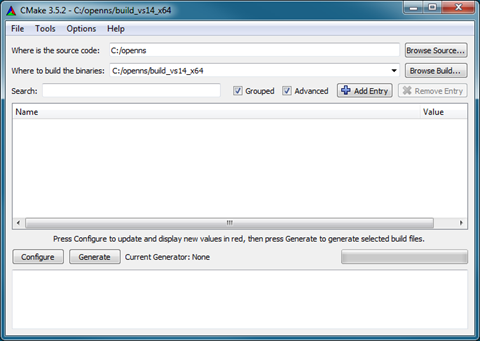 CMake 3.5.2 - C:/openns/build_vs14_x64
File Tools Options Help
Where is the source code: C:/openns Browse Source...
Where to build the binaries: C:/openns/build_vs14_x64 Browse Build...
Search: Grouped Advanced Add Entry Remove Entry
Name Value
Press Configure to update and display new values in red, then press Generate to generate selected build files.
Configure Generate Current Generator: None